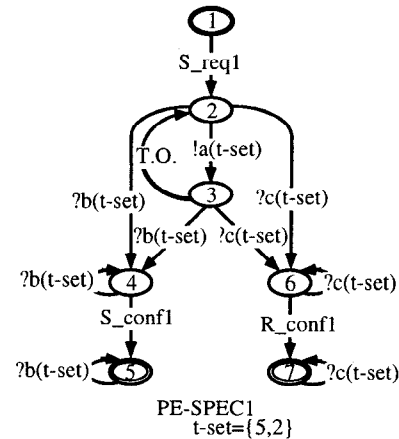 1
S_req1
2
T.O. !a(t-set)
3
?b(t-set) ?c(t-set)
?b(t-set) ?c(t-set)
?b(t-set) 4 6 ?c(t-set)
S_conf1 R_conf1
?b(t-set) 5 7 ?c(t-set)
PE-SPEC1
t-set={5,2}